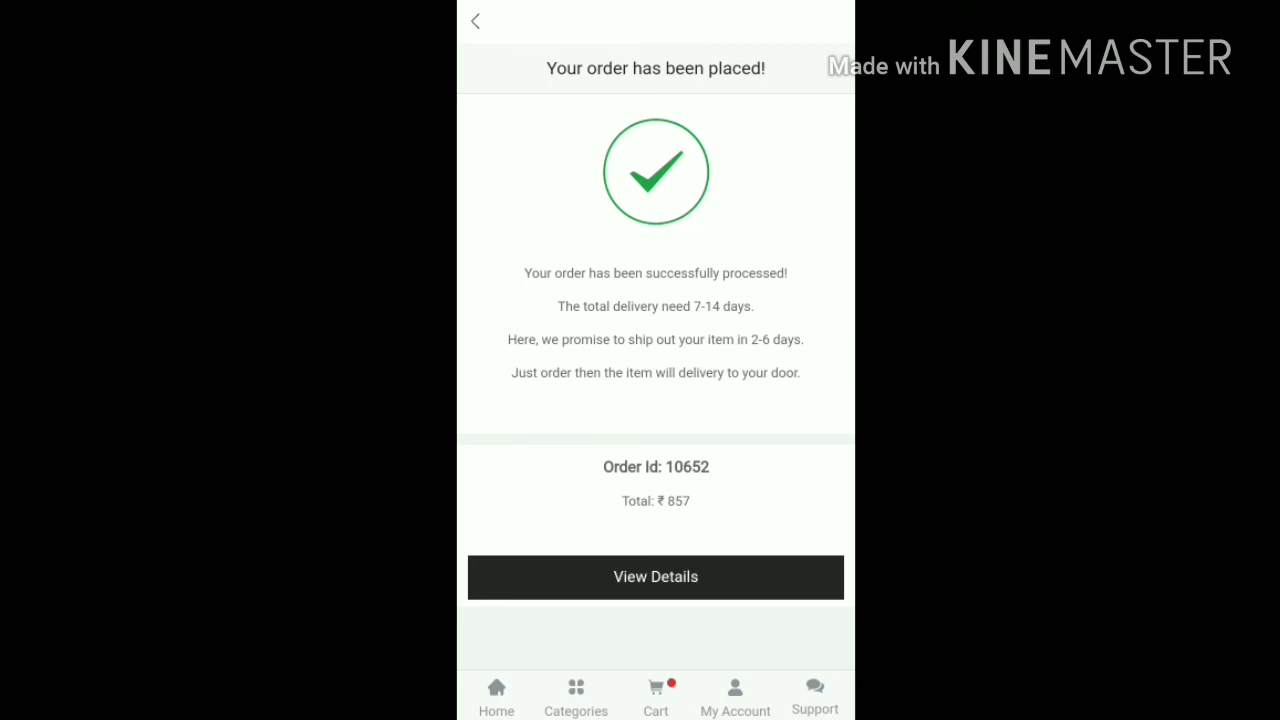 Your order has been placed!
Made with KINEMASTER
Your order has been successfully processed!
The total delivery need 7-14 days.
Here, we promise to ship out your item in 2-6 days.
Just order then the item will delivery to your door.
Order Id: 10652
Total: ₹ 857
View Details
Home Categories Cart My Account Support